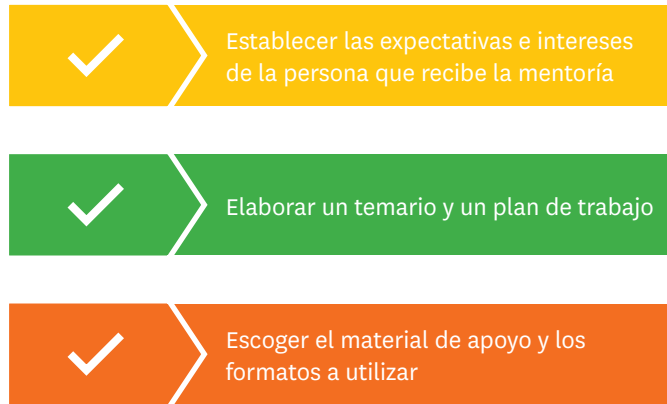 Establecer las expectativas e intereses
de la persona que recibe la mentoría
Elaborar un temario y un plan de trabajo
Escoger el material de apoyo y los
formatos a utilizar